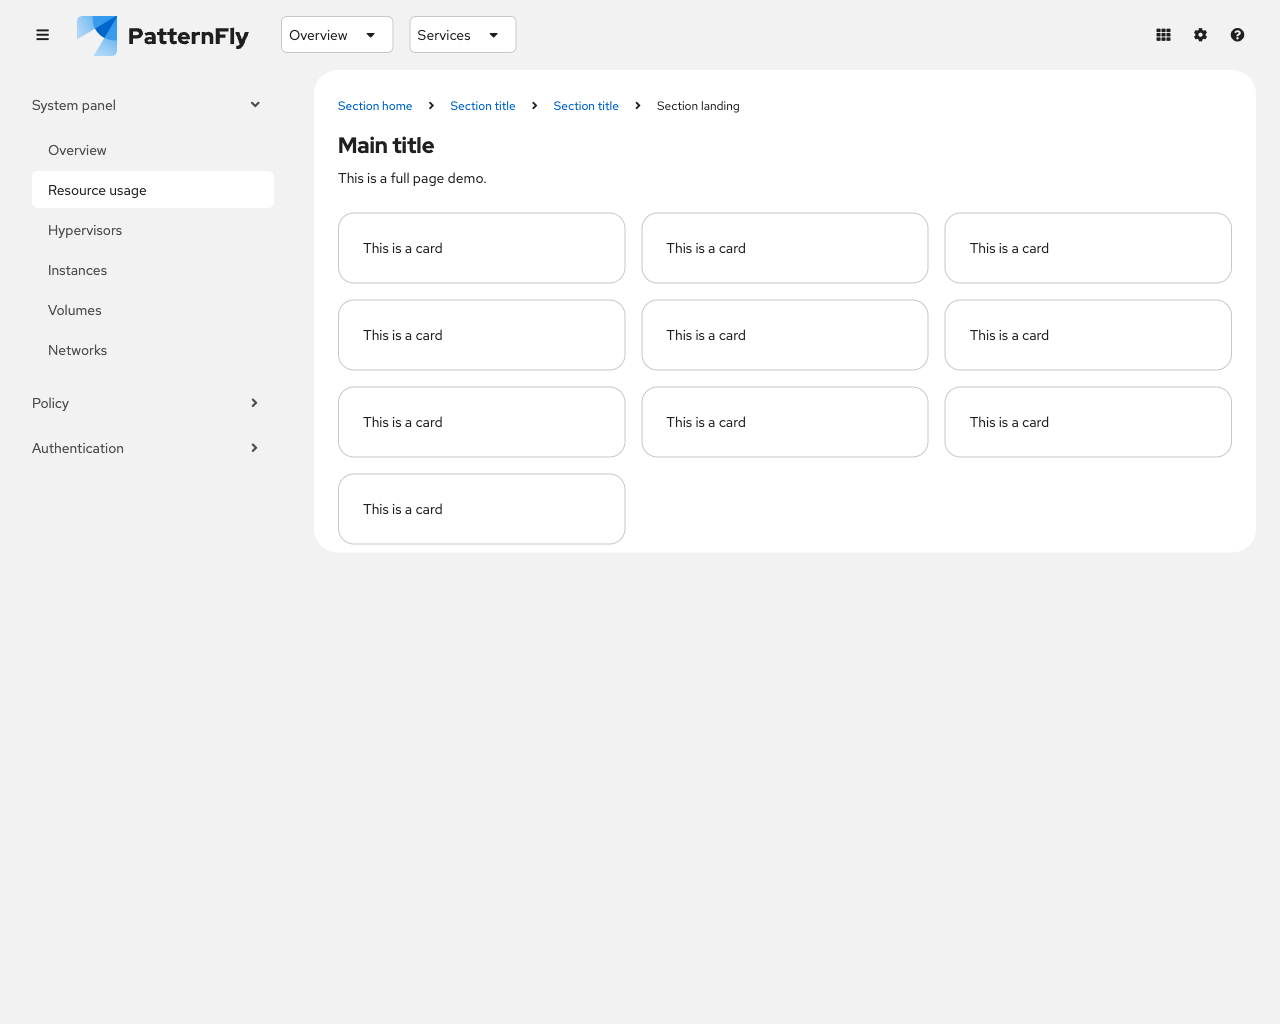 PatternFly
Overview
Services
System panel
Overview
Resource usage
Hypervisors
Instances
Volumes
Networks
Policy
Authentication
Section home
Section title
Section title
Section landing
Main title
This is a full page demo.
This is a card
This is a card
This is a card
This is a card
This is a card
This is a card
This is a card
This is a card
This is a card
This is a card